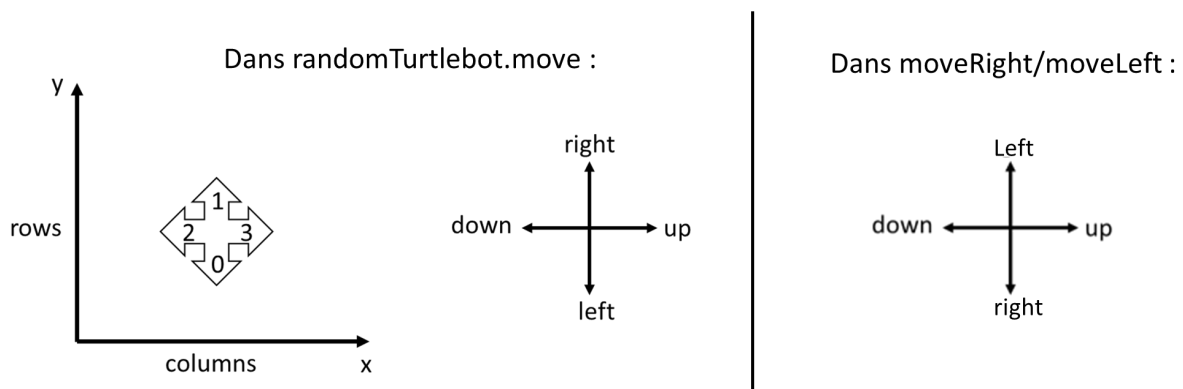 Dans randomTurtlebot.move :
Dans moveRight/moveLeft :
y
right
Left
1
rows
2 3
down
up
down
up
0
left
right
columns
x